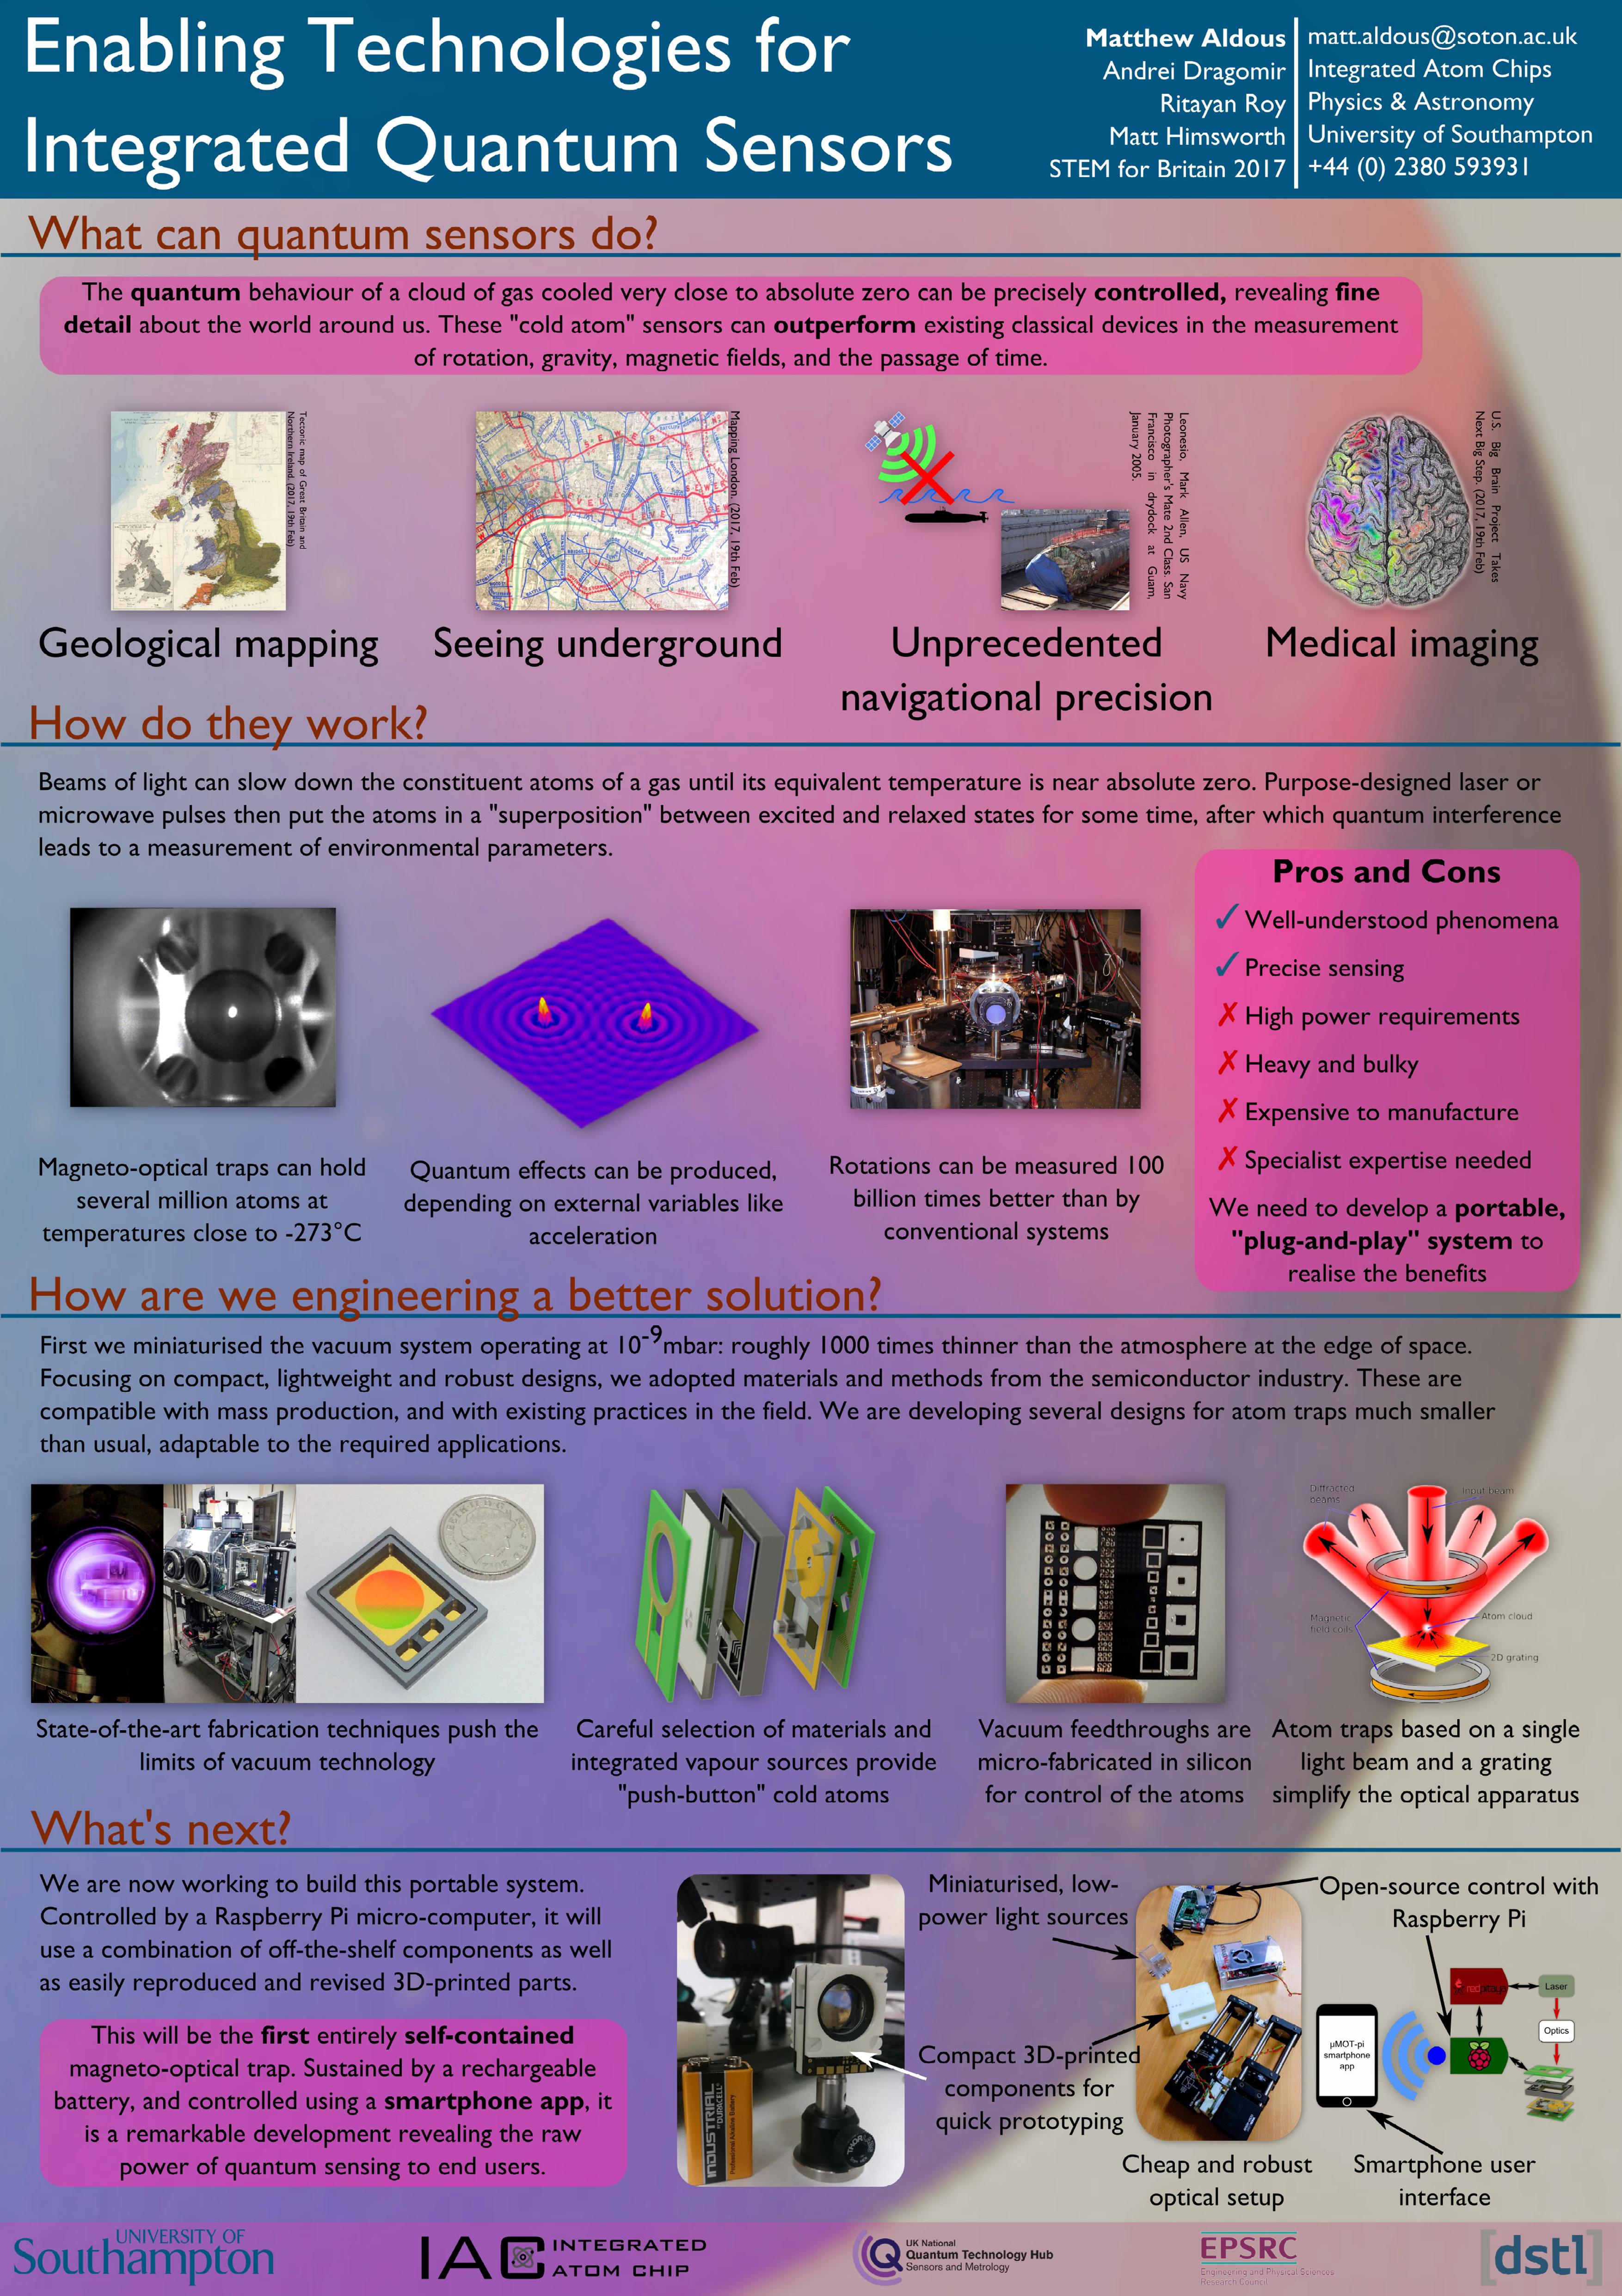 Enabling Technologies for
Integrated Quantum Sensors
Matthew Aldous
Andrei Dragomir
Ritayan Roy
Matt Himsworth
STEM for Britain 2017
matt.aldous@soton.ac.uk
Integrated Atom Chips
Physics & Astronomy
University of Southampton
+44 (0) 2380 593931
What can quantum sensors do?
The quantum behaviour of a cloud of gas cooled very close to absolute zero can be precisely controlled, revealing fine
detail about the world around us. These "cold atom" sensors can outperform existing classical devices in the measurement
of rotation, gravity, magnetic fields, and the passage of time.
Tectonic map of Great Britain and
Northern Ireland. (2017, 19th Feb)
Mapping London. (2017, 19th Feb)
Leonesio, Mark Allen, US Navy
Photographer's Mate 2nd Class. San
Francisco in drydock at Guam,
January 2005.
U.S. Big Brain Project Takes
Next Big Step. (2017, 19th Feb)
Geological mapping
Seeing underground
Unprecedented
navigational precision
Medical imaging
How do they work?
Beams of light can slow down the constituent atoms of a gas until its equivalent temperature is near absolute zero. Purpose-designed laser or
microwave pulses then put the atoms in a "superposition" between excited and relaxed states for some time, after which quantum interference
leads to a measurement of environmental parameters.
Magneto-optical traps can hold
several million atoms at
temperatures close to -273°C
Quantum effects can be produced,
depending on external variables like
acceleration
Rotations can be measured 100
billion times better than by
conventional systems
Pros and Cons
✓ Well-understood phenomena
✓ Precise sensing
✗ High power requirements
✗ Heavy and bulky
✗ Expensive to manufacture
✗ Specialist expertise needed
We need to develop a portable,
"plug-and-play" system to
realise the benefits
How are we engineering a better solution?
First we miniaturised the vacuum system operating at 10⁻⁹mbar: roughly 1000 times thinner than the atmosphere at the edge of space.
Focusing on compact, lightweight and robust designs, we adopted materials and methods from the semiconductor industry. These are
compatible with mass production, and with existing practices in the field. We are developing several designs for atom traps much smaller
than usual, adaptable to the required applications.
Diffracted
beams
Input beam
Magnetic
field coils
Atom cloud
2D grating
State-of-the-art fabrication techniques push the
limits of vacuum technology
Careful selection of materials and
integrated vapour sources provide
"push-button" cold atoms
Vacuum feedthroughs are
micro-fabricated in silicon
for control of the atoms
Atom traps based on a single
light beam and a grating
simplify the optical apparatus
What's next?
We are now working to build this portable system.
Controlled by a Raspberry Pi micro-computer, it will
use a combination of off-the-shelf components as well
as easily reproduced and revised 3D-printed parts.
This will be the first entirely self-contained
magneto-optical trap. Sustained by a rechargeable
battery, and controlled using a smartphone app, it
is a remarkable development revealing the raw
power of quantum sensing to end users.
INDUSTRIAL
by DURACELL
Professional Alkaline Battery
Miniaturised, low-
power light sources
Compact 3D-printed
components for
quick prototyping
Cheap and robust
optical setup
Open-source control with
Raspberry Pi
redpitaya
Laser
Optics
µMOT-pi
smartphone
app
Smartphone user
interface
UNIVERSITY OF
Southampton
IAC INTEGRATED
ATOM CHIP
UK National
Quantum Technology Hub
Sensors and Metrology
EPSRC
Engineering and Physical Sciences
Research Council
[dstl]